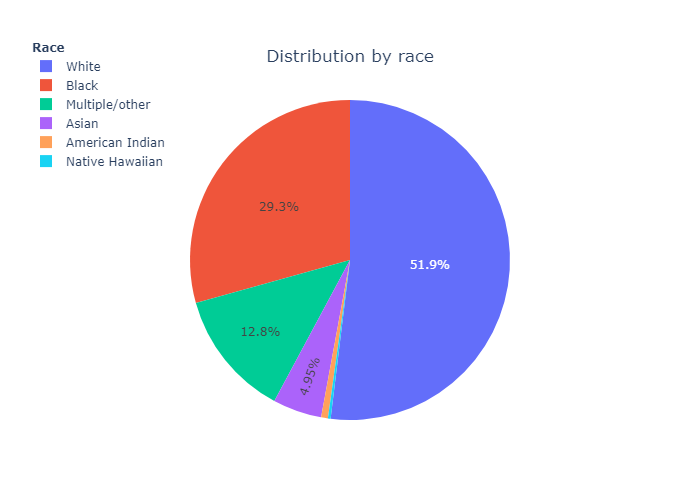 Distribution by race
Race
White
Black
Multiple/other
Asian
American Indian
Native Hawaiian
29.3%
51.9%
12.8%
4.95%